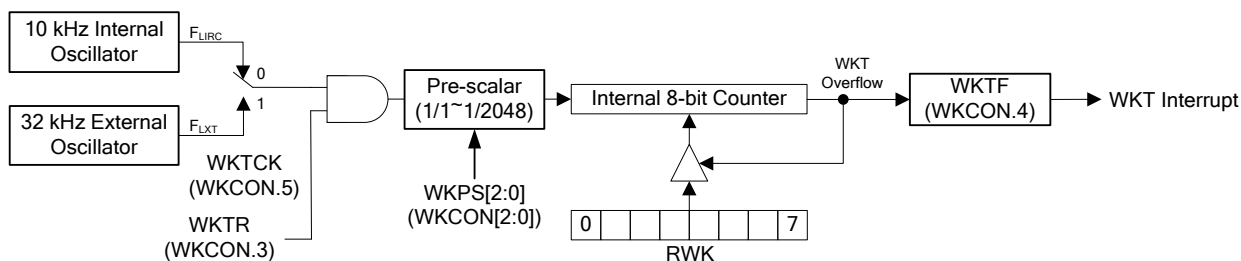 10 kHz Internal
Oscillator
FLIRC
0
1
32 kHz External
Oscillator
FLXT
WKTCK
(WKCON.5)
WKTR
(WKCON.3)
Pre-scalar
(1/1~1/2048)
WKPS[2:0]
(WKCON[2:0])
Internal 8-bit Counter
0
7
RWK
WKT
Overflow
WKTF
(WKCON.4)
WKT Interrupt